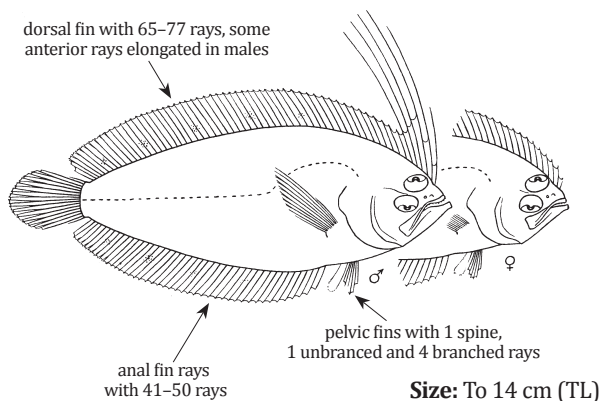 dorsal fin with 65–77 rays, some
anterior rays elongated in males
♂
♀
pelvic fins with 1 spine,
1 unbranced and 4 branched rays
anal fin rays
with 41–50 rays
Size: To 14 cm (TL)